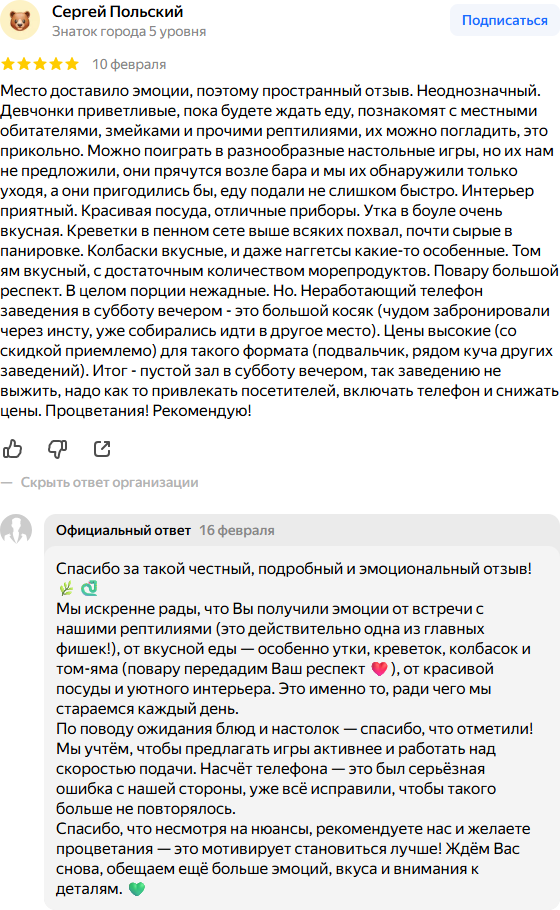 Сергей Польский
Подписаться
Знаток города 5 уровня
10 февраля
Место доставило эмоции, поэтому пространный отзыв. Неоднозначный.
Девчонки приветливые, пока будете ждать еду, познакомят с местными
обитателями, змейками и прочими рептилиями, их можно погладить, это
прикольно. Можно поиграть в разнообразные настольные игры, но их нам
не предложили, они прячутся возле бара и мы их обнаружили только
уходя, а они пригодились бы, еду подали не слишком быстро. Интерьер
приятный. Красивая посуда, отличные приборы. Утка в боуле очень
вкусная. Креветки в пенном сете выше всяких похвал, почти сырые в
панировке. Колбаски вкусные, и даже наггетсы какие-то особенные. Том
ям вкусный, с достаточным количеством морепродуктов. Повару большой
респект. В целом порции нежадные. Но. Неработающий телефон
заведения в субботу вечером - это большой косяк (чудом забронировали
через инсту, уже собирались идти в другое место). Цены высокие (со
скидкой приемлемо) для такого формата (подвальчик, рядом куча других
заведений). Итог - пустой зал в субботу вечером, так заведению не
выжить, надо как то привлекать посетителей, включать телефон и снижать
цены. Процветания! Рекомендую!
— Скрыть ответ организации
Официальный ответ 16 февраля
Спасибо за такой честный, подробный и эмоциональный отзыв!
🌿 🐍
Мы искренне рады, что Вы получили эмоции от встречи с
нашими рептилиями (это действительно одна из главных
фишек!), от вкусной еды — особенно утки, креветок, колбасок и
том-яма (повару передадим Ваш респект ❤️ ), от красивой
посуды и уютного интерьера. Это именно то, ради чего мы
стараемся каждый день.
По поводу ожидания блюд и настолок — спасибо, что отметили!
Мы учтём, чтобы предлагать игры активнее и работать над
скоростью подачи. Насчёт телефона — это был серьёзная
ошибка с нашей стороны, уже всё исправили, чтобы такого
больше не повторялось.
Спасибо, что несмотря на нюансы, рекомендуете нас и желаете
процветания — это мотивирует становиться лучше! Ждём Вас
снова, обещаем ещё больше эмоций, вкуса и внимания к
деталям. 💚